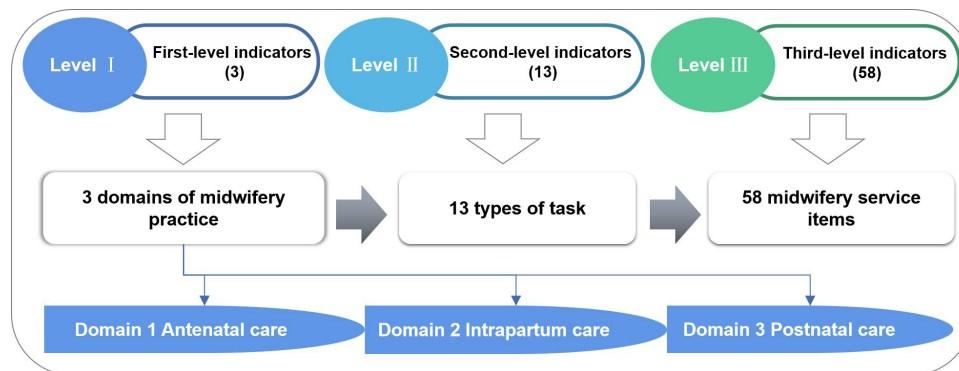 Level Ⅰ
First-level indicators
(3)
Level Ⅱ
Second-level indicators
(13)
Level Ⅲ
Third-level indicators
(58)
3 domains of midwifery
practice
13 types of task
58 midwifery service
items
Domain 1 Antenatal care
Domain 2 Intrapartum care
Domain 3 Postnatal care